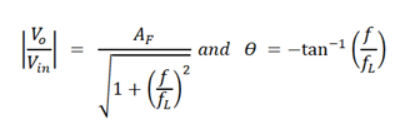 |V_o / V_in| = A_F / √(1 + (f / f_L)^2) and θ = −tan⁻¹(f / f_L)